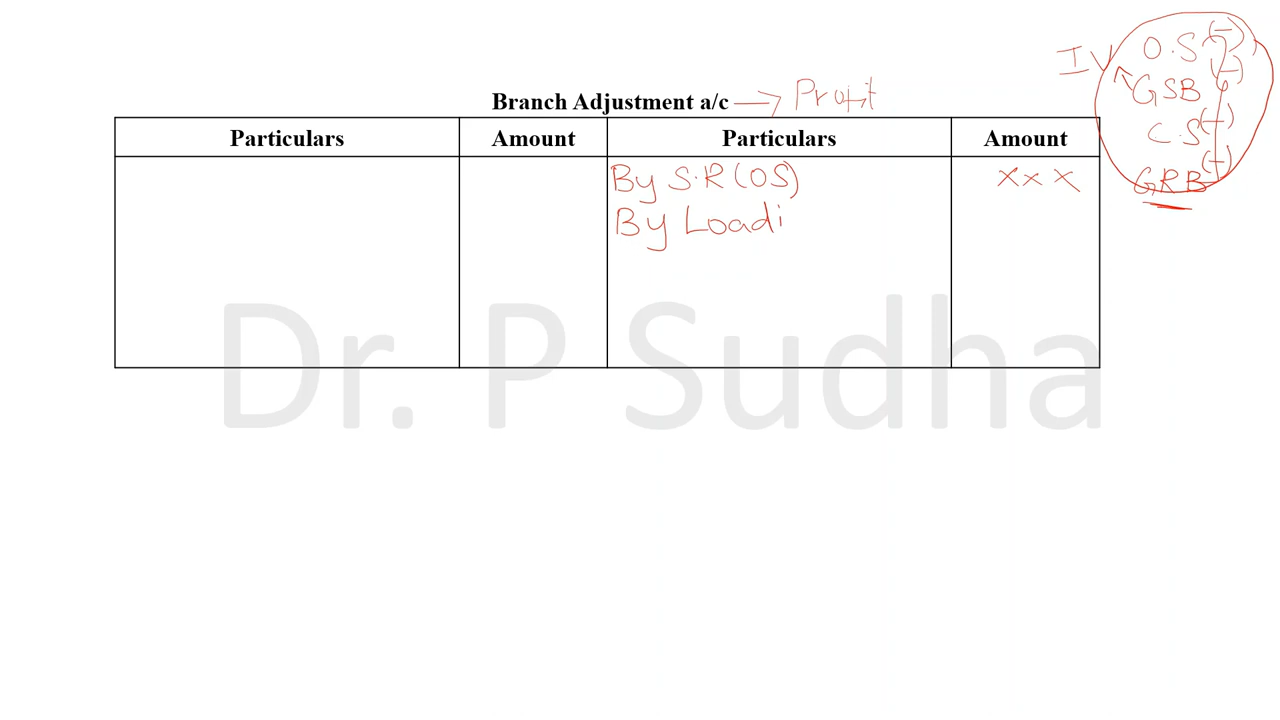 IV O.S (-)
GSB (-)
C.S (-)
GRB (-)
Branch Adjustment a/c → Profit
Particulars Amount Particulars Amount
By S.R (OS) xxx
By Loadi
Dr. P Sudha